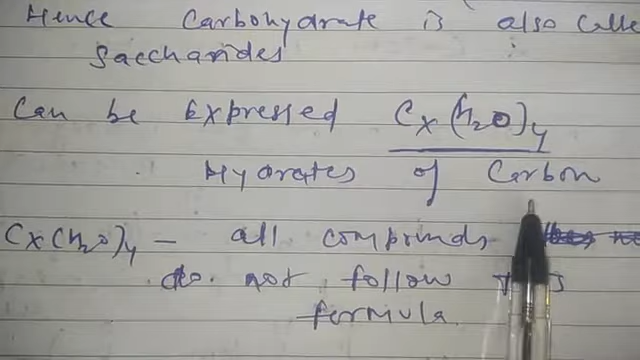 Hence Carbohydrate is also Calle
Saccharides
Can be Expressed Cx(H2O)y
Hydrates of Carbon
Cx(H2O)y - all compounds
do. not follow
formula.